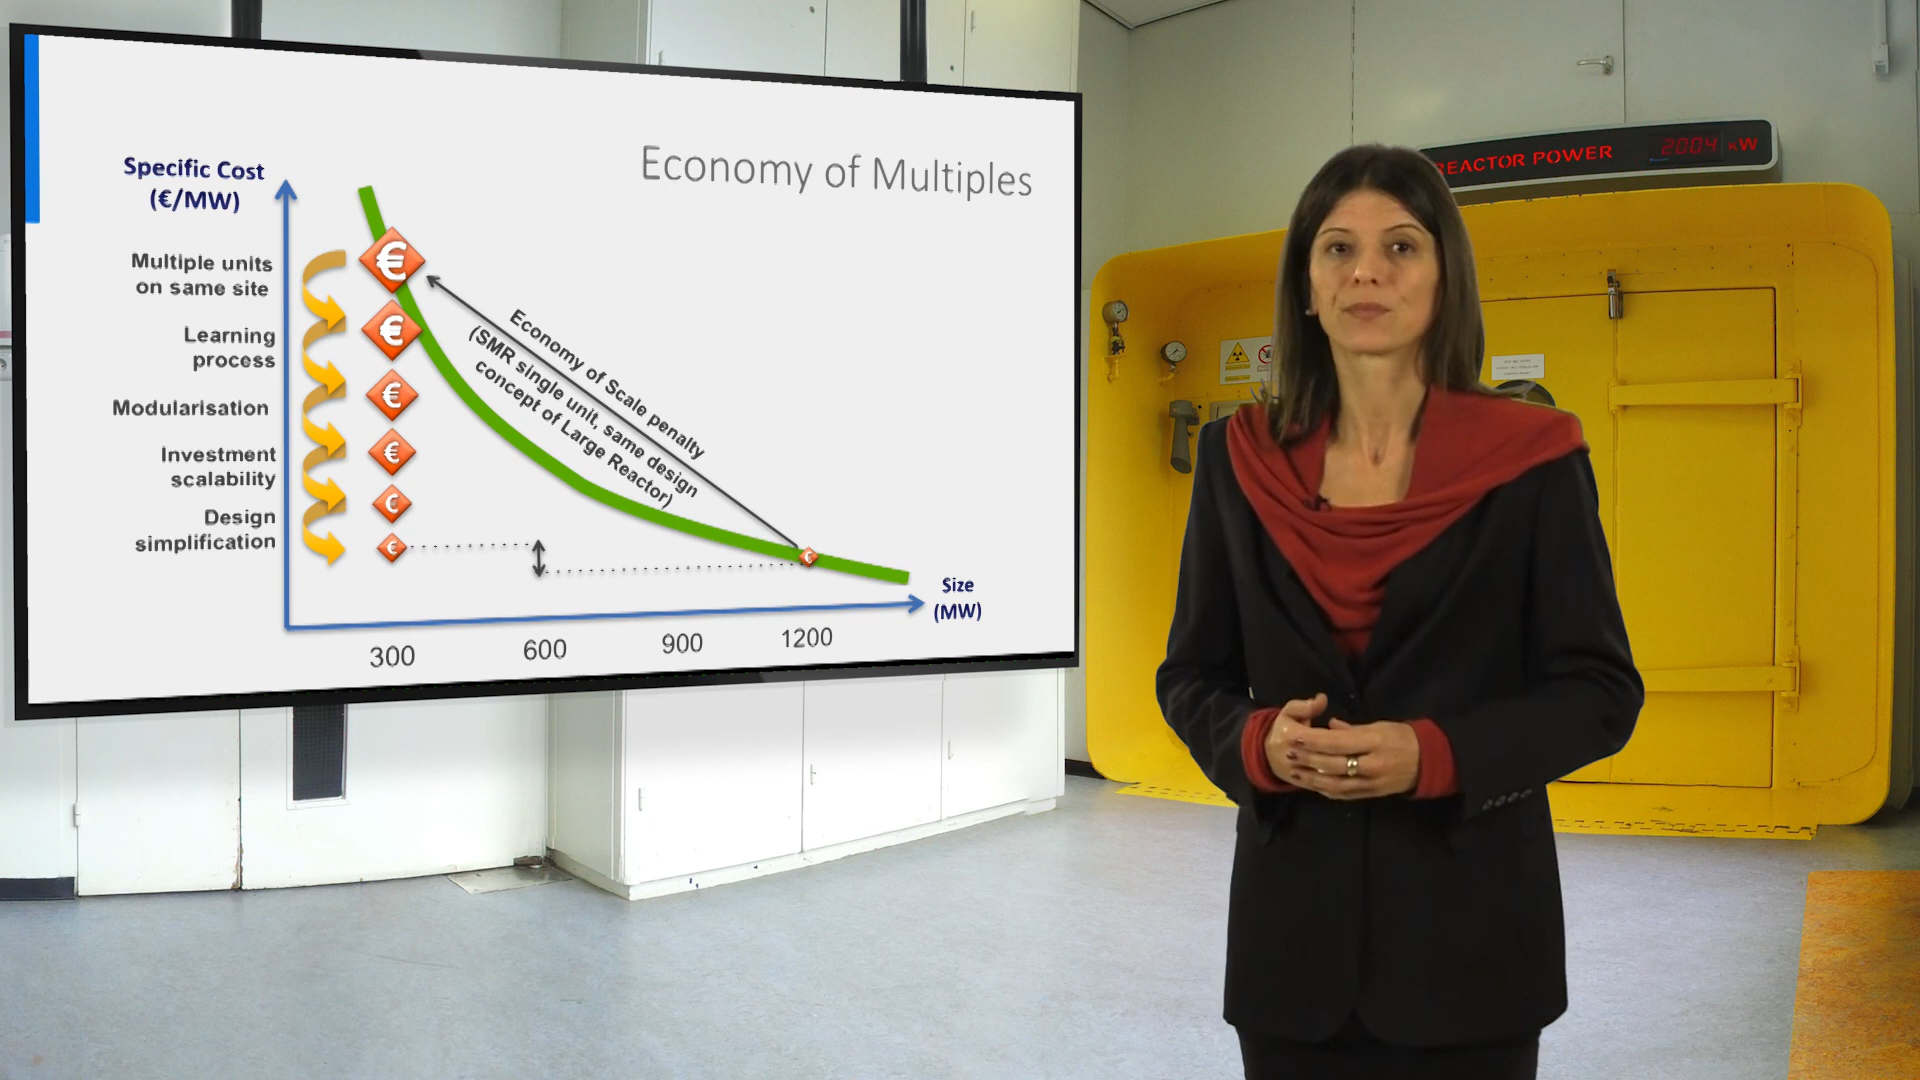 Economy of Multiples
Specific Cost
(€/MW)
Multiple units
on same site
Learning
process
Modularisation
Investment
scalability
Design
simplification
€
€
€
€
€
€
€
Economy of Scale penalty
(SMR single unit, same design
concept of Large Reactor)
Size
(MW)
300
600
900
1200
REACTOR POWER
2004 kW